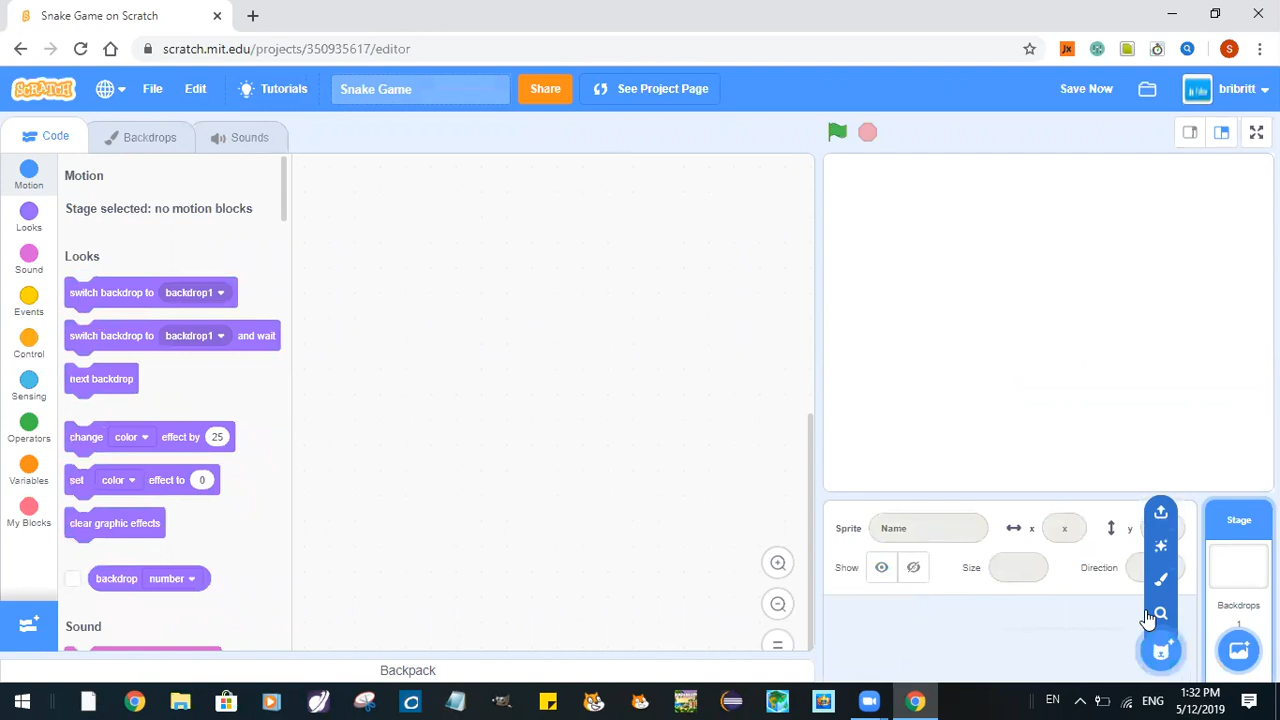 Snake Game on Scratch
scratch.mit.edu/projects/350935617/editor
Jx
S
SCRATCH
File
Edit
Tutorials
Snake Game
Share
See Project Page
Save Now
bribritt
Code
Backdrops
Sounds
Motion
Looks
Sound
Events
Control
Sensing
Operators
Variables
My Blocks
Motion
Stage selected: no motion blocks
Looks
switch backdrop to backdrop1
switch backdrop to backdrop1 and wait
next backdrop
change color effect by 25
set color effect to 0
clear graphic effects
backdrop number
Sound
Backpack
Sprite Name x x y
Show Size Direction
Stage
Backdrops
1
EN
ENG
1:32 PM
5/12/2019